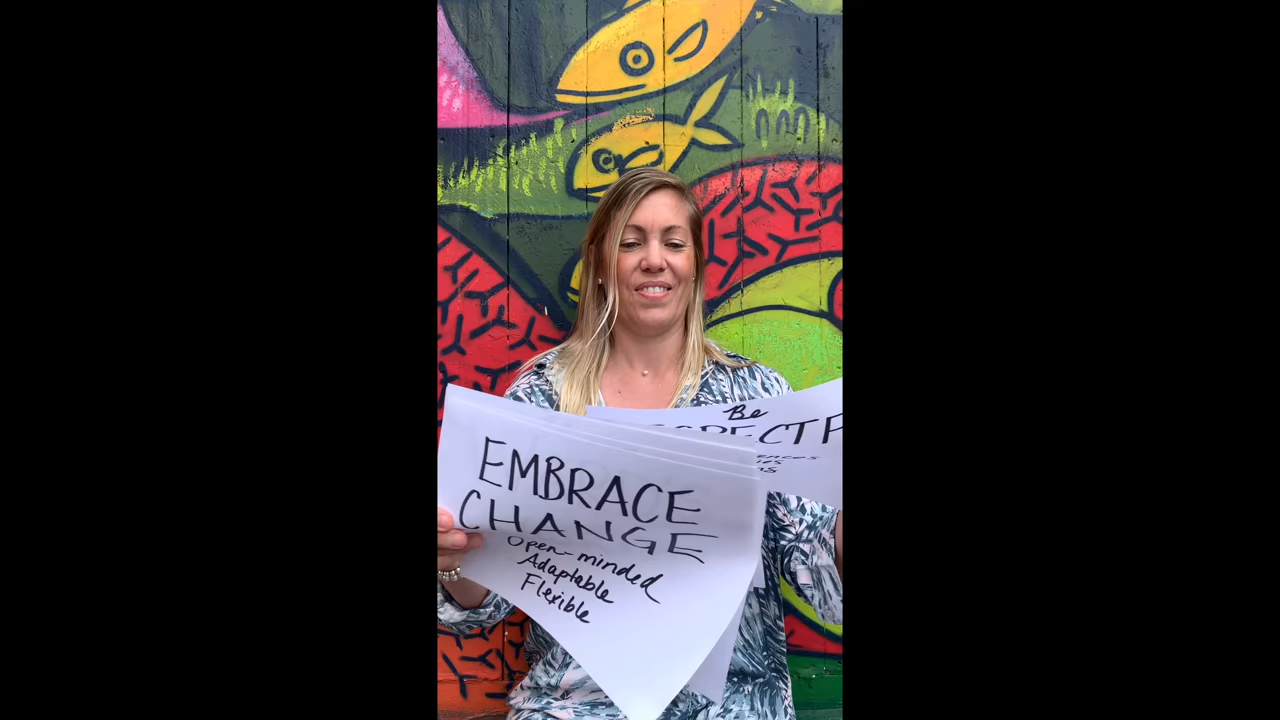 EMBRACE
CHANGE
Open-minded
Adaptable
Flexible
Be